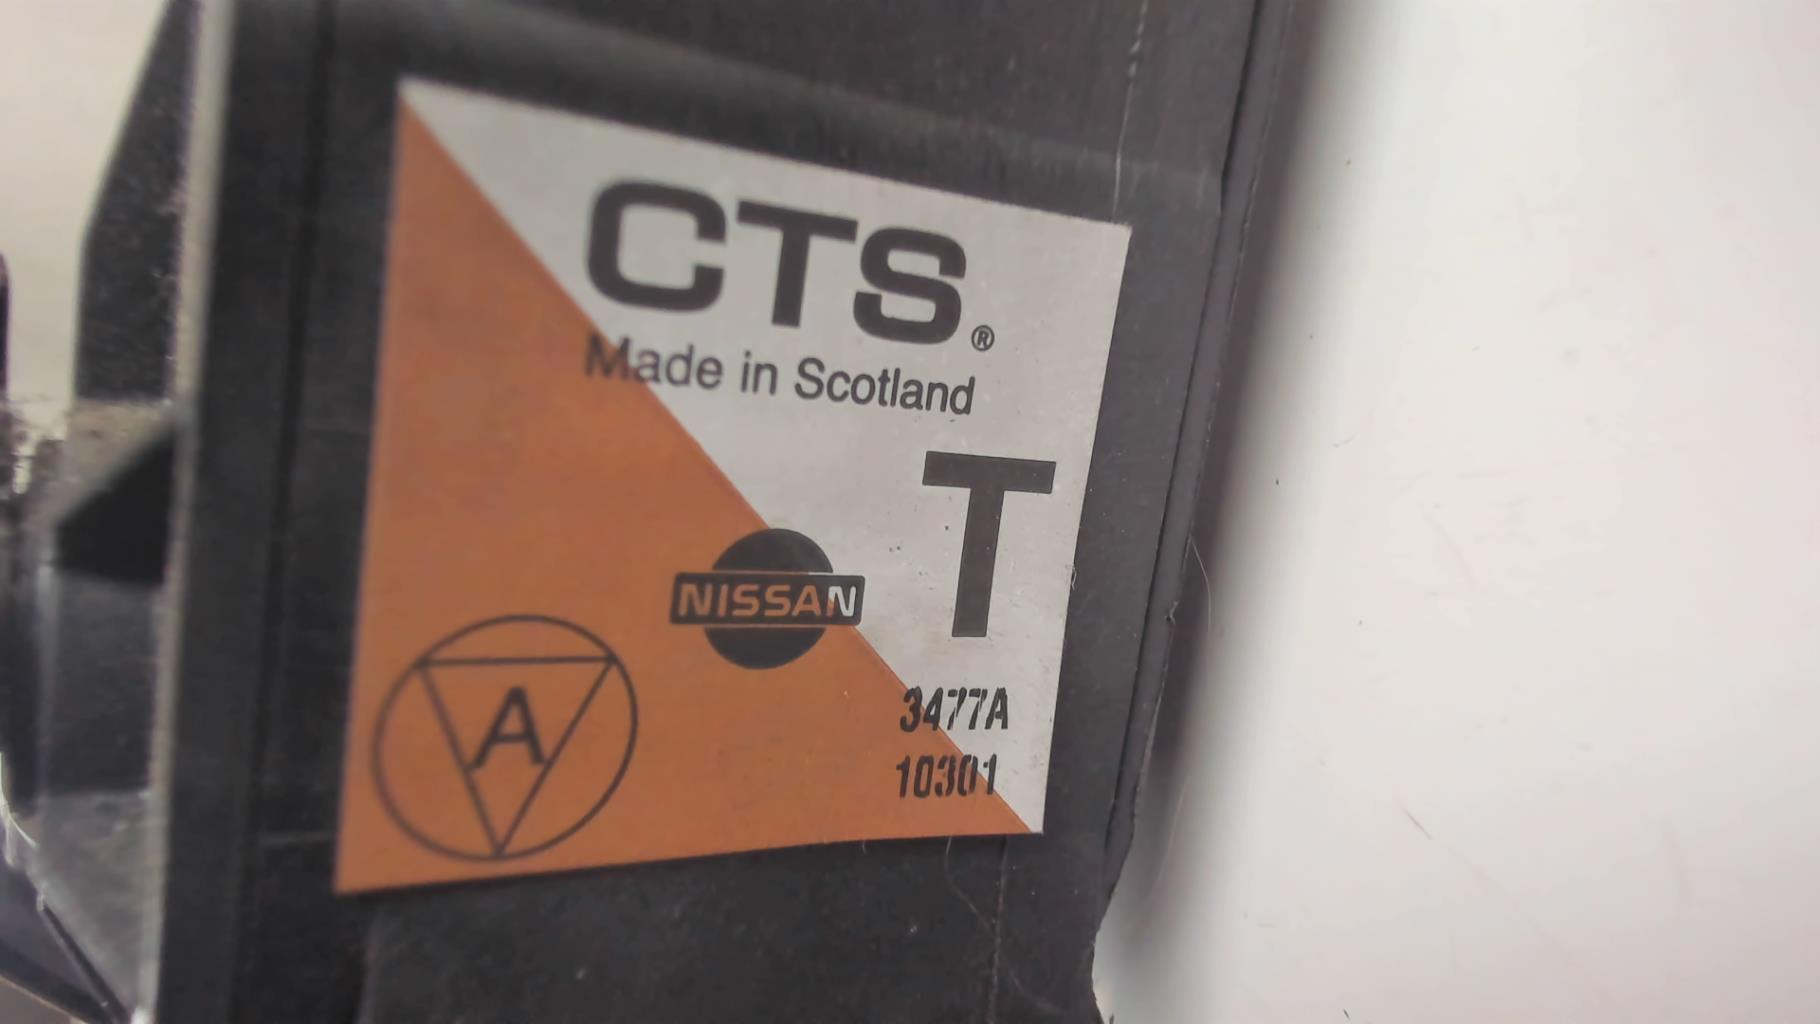 CTS®
Made in Scotland
T
NISSAN
A
3477A
10301